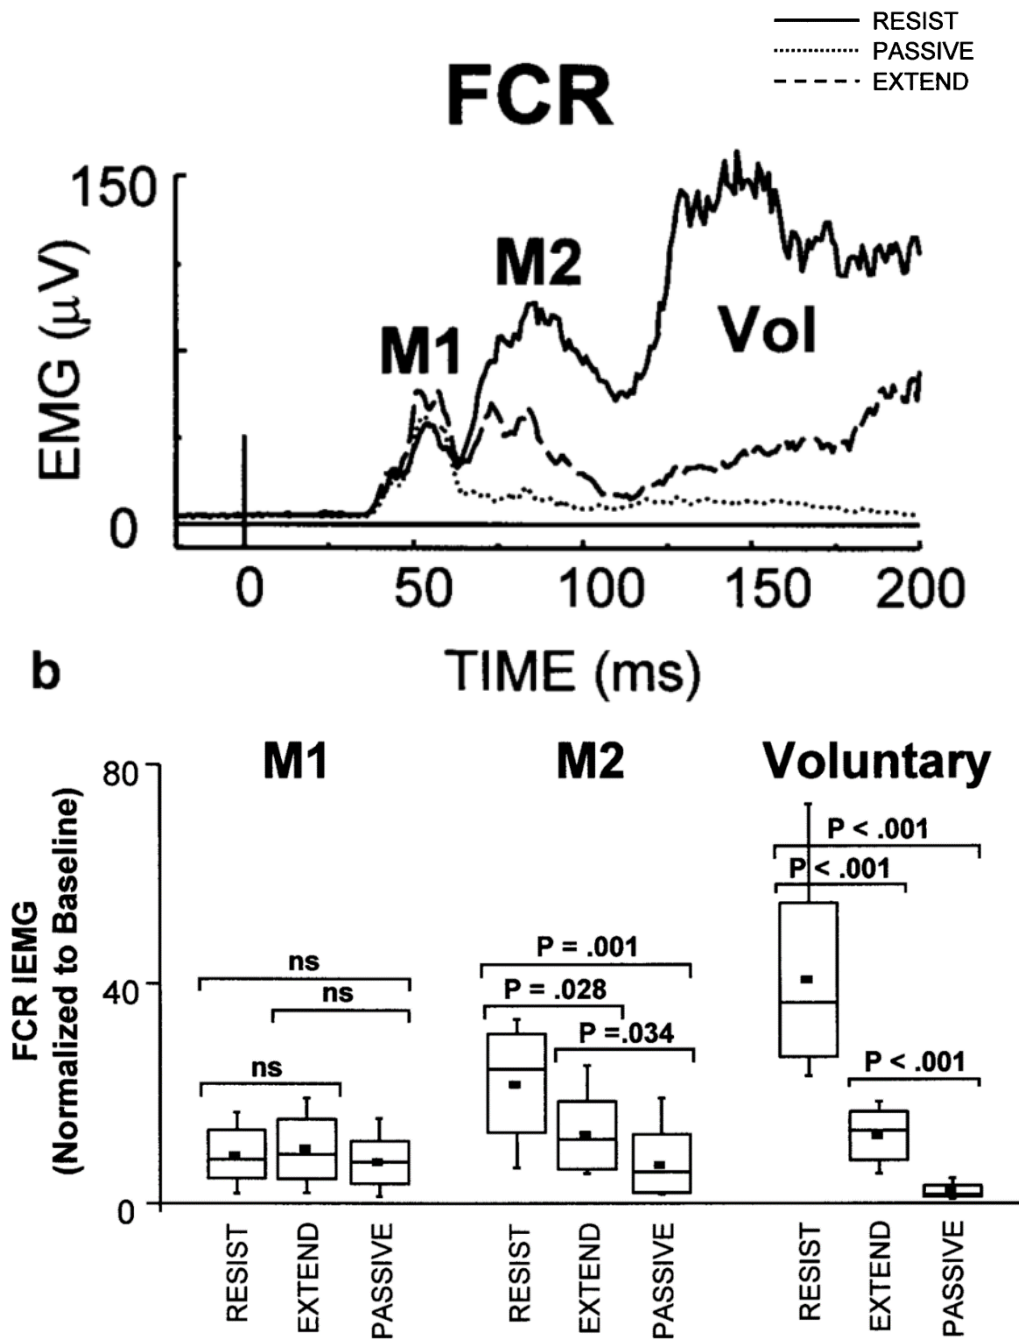 RESIST
PASSIVE
EXTEND
FCR
150
0
EMG (μV)
M1
M2
Vol
0 50 100 150 200
TIME (ms)
b
M1 M2 Voluntary
80
40
0
FCR IEMG
(Normalized to Baseline)
ns
ns
ns
P = .001
P = .028
P =.034
P < .001
P < .001
P < .001
RESIST EXTEND PASSIVE RESIST EXTEND PASSIVE RESIST EXTEND PASSIVE